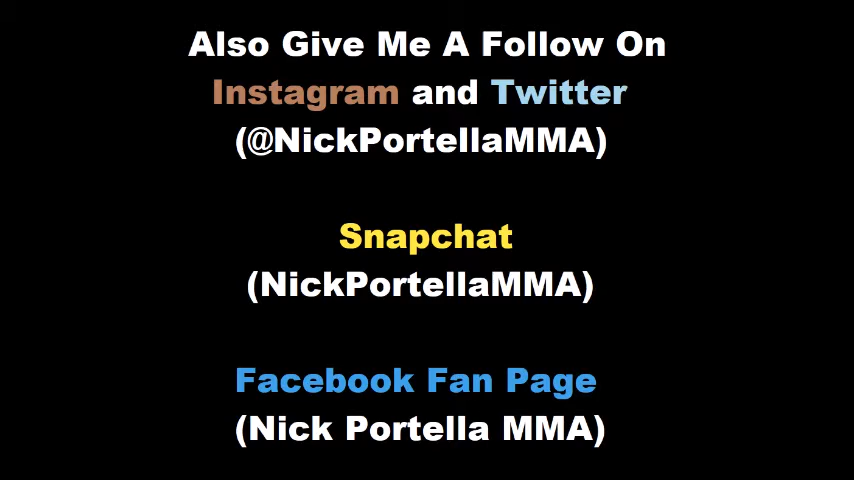 Also Give Me A Follow On
Instagram and Twitter
(@NickPortellaMMA)
Snapchat
(NickPortellaMMA)
Facebook Fan Page
(Nick Portella MMA)